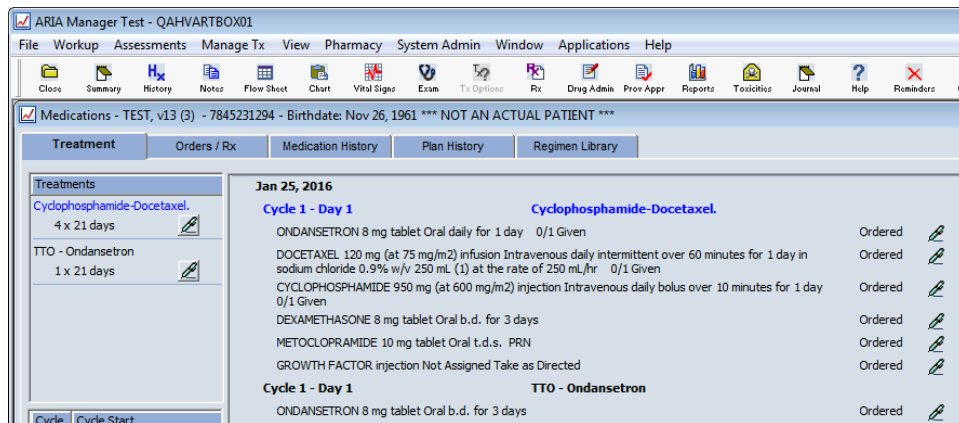 ARIA Manager Test - QAHVARTBOX01
File Workup Assessments Manage Tx View Pharmacy System Admin Window Applications Help
Close Summary History Notes Flow Sheet Chart Vital Signs Exam Tx Options Rx Drug Admin Prov Appr Reports Toxicities Journal Help Reminders
Medications - TEST, v13 (3) - 7845231294 - Birthdate: Nov 26, 1961 *** NOT AN ACTUAL PATIENT ***
Treatment Orders / Rx Medication History Plan History Regimen Library
Treatments
Cyclophosphamide-Docetaxel.
4 x 21 days
TTO - Ondansetron
1 x 21 days
Cycle Cycle Start
Jan 25, 2016
Cycle 1 - Day 1 Cyclophosphamide-Docetaxel.
ONDANSETRON 8 mg tablet Oral daily for 1 day 0/1 Given Ordered
DOCETAXEL 120 mg (at 75 mg/m2) infusion Intravenous daily intermittent over 60 minutes for 1 day in Ordered
sodium chloride 0.9% w/v 250 mL (1) at the rate of 250 mL/hr 0/1 Given
CYCLOPHOSPHAMIDE 950 mg (at 600 mg/m2) injection Intravenous daily bolus over 10 minutes for 1 day Ordered
0/1 Given
DEXAMETHASONE 8 mg tablet Oral b.d. for 3 days Ordered
METOCLOPRAMIDE 10 mg tablet Oral t.d.s. PRN Ordered
GROWTH FACTOR injection Not Assigned Take as Directed Ordered
Cycle 1 - Day 1 TTO - Ondansetron
ONDANSETRON 8 mg tablet Oral b.d. for 3 days Ordered